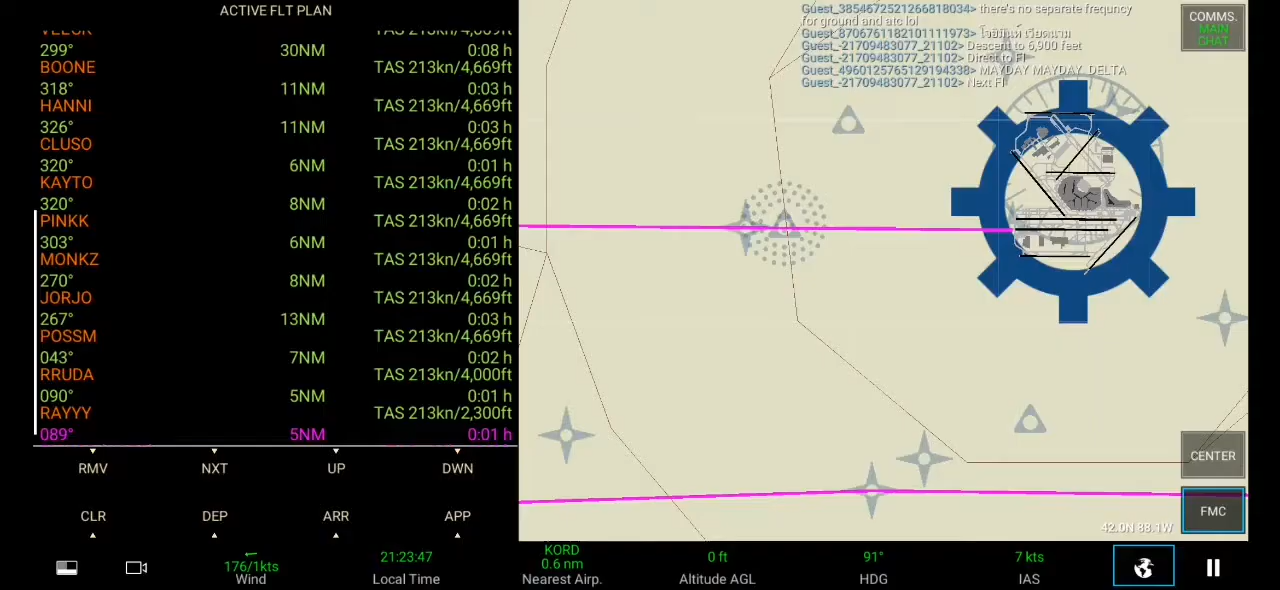 ACTIVE FLT PLAN
299° 30NM 0:08 h
BOONE TAS 213kn/4,669ft
318° 11NM 0:03 h
HANNI TAS 213kn/4,669ft
326° 11NM 0:03 h
CLUSO TAS 213kn/4,669ft
320° 6NM 0:01 h
KAYTO TAS 213kn/4,669ft
320° 8NM 0:02 h
PINKK TAS 213kn/4,669ft
303° 6NM 0:01 h
MONKZ TAS 213kn/4,669ft
270° 8NM 0:02 h
JORJO TAS 213kn/4,669ft
267° 13NM 0:03 h
POSSM TAS 213kn/4,669ft
043° 7NM 0:02 h
RRUDA TAS 213kn/4,000ft
090° 5NM 0:01 h
RAYYY TAS 213kn/2,300ft
089° 5NM 0:01 h
RMV NXT UP DWN
CLR DEP ARR APP
Guest_3854672521266818034> there's no separate frequncy
for ground and atc lol
Guest_8706761182101111973>
Guest_-21709483077_21102> Descent to 6,900 feet
Guest_-21709483077_21102> Direct to FI
Guest_4960125765129194338> MAYDAY MAYDAY DELTA
Guest_-21709483077_21102> Next FI
COMMS.
MAIN
CHAT
CENTER
FMC
42.0N 88.1W
176/1kts
Wind
21:23:47
Local Time
KORD
0.6 nm
Nearest Airp.
0 ft
Altitude AGL
91°
HDG
7 kts
IAS